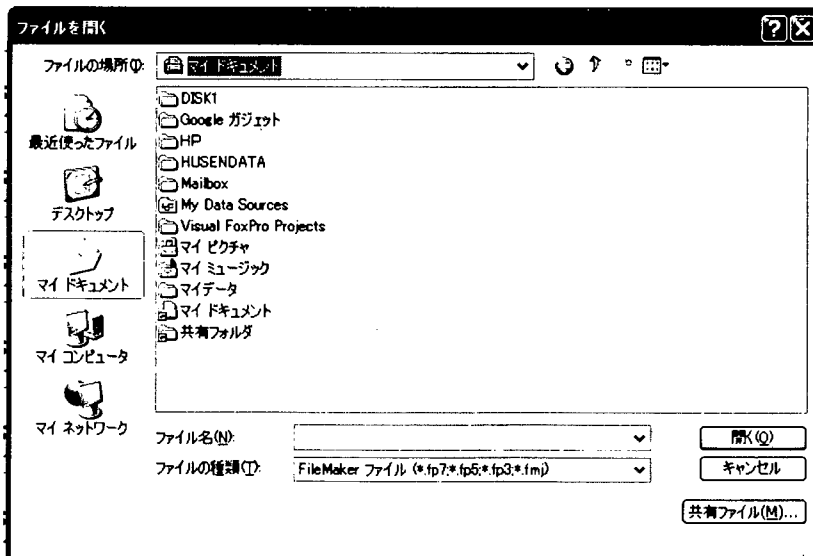 ファイルを開く
ファイルの場所(I): マイ ドキュメント
DISK1
Google ガジェット
HP
HUSENDATA
Mailbox
My Data Sources
Visual FoxPro Projects
マイ ピクチャ
マイ ミュージック
マイデータ
マイ ドキュメント
共有フォルダ
最近使ったファイル
デスクトップ
マイ ドキュメント
マイ コンピュータ
マイ ネットワーク
ファイル名(N):
開く(O)
ファイルの種類(T): FileMaker ファイル (*.fp7;*.fp5;*.fp3;*.fmj)
キャンセル
共有ファイル(M)...